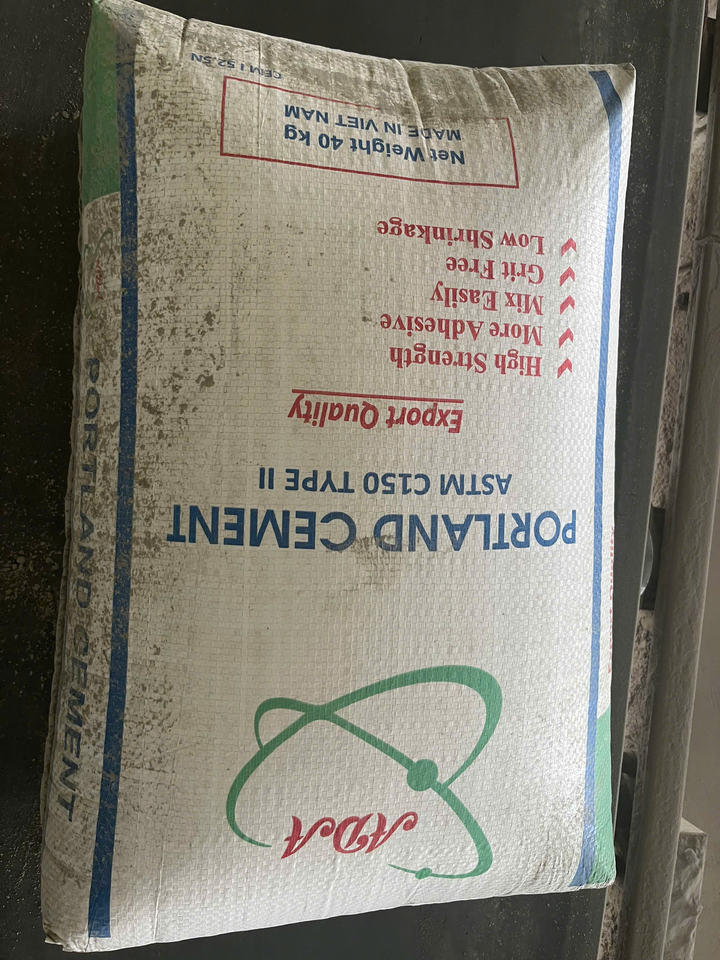 ADA
PORTLAND CEMENT
ASTM C150 TYPE II
Export Quality
High Strength
More Adhesive
Mix Easily
Grit Free
Low Shrinkage
Net Weight 40 kg
MADE IN VIET NAM
CEM I 52.5N
PORTLAND CEMENT
ADA